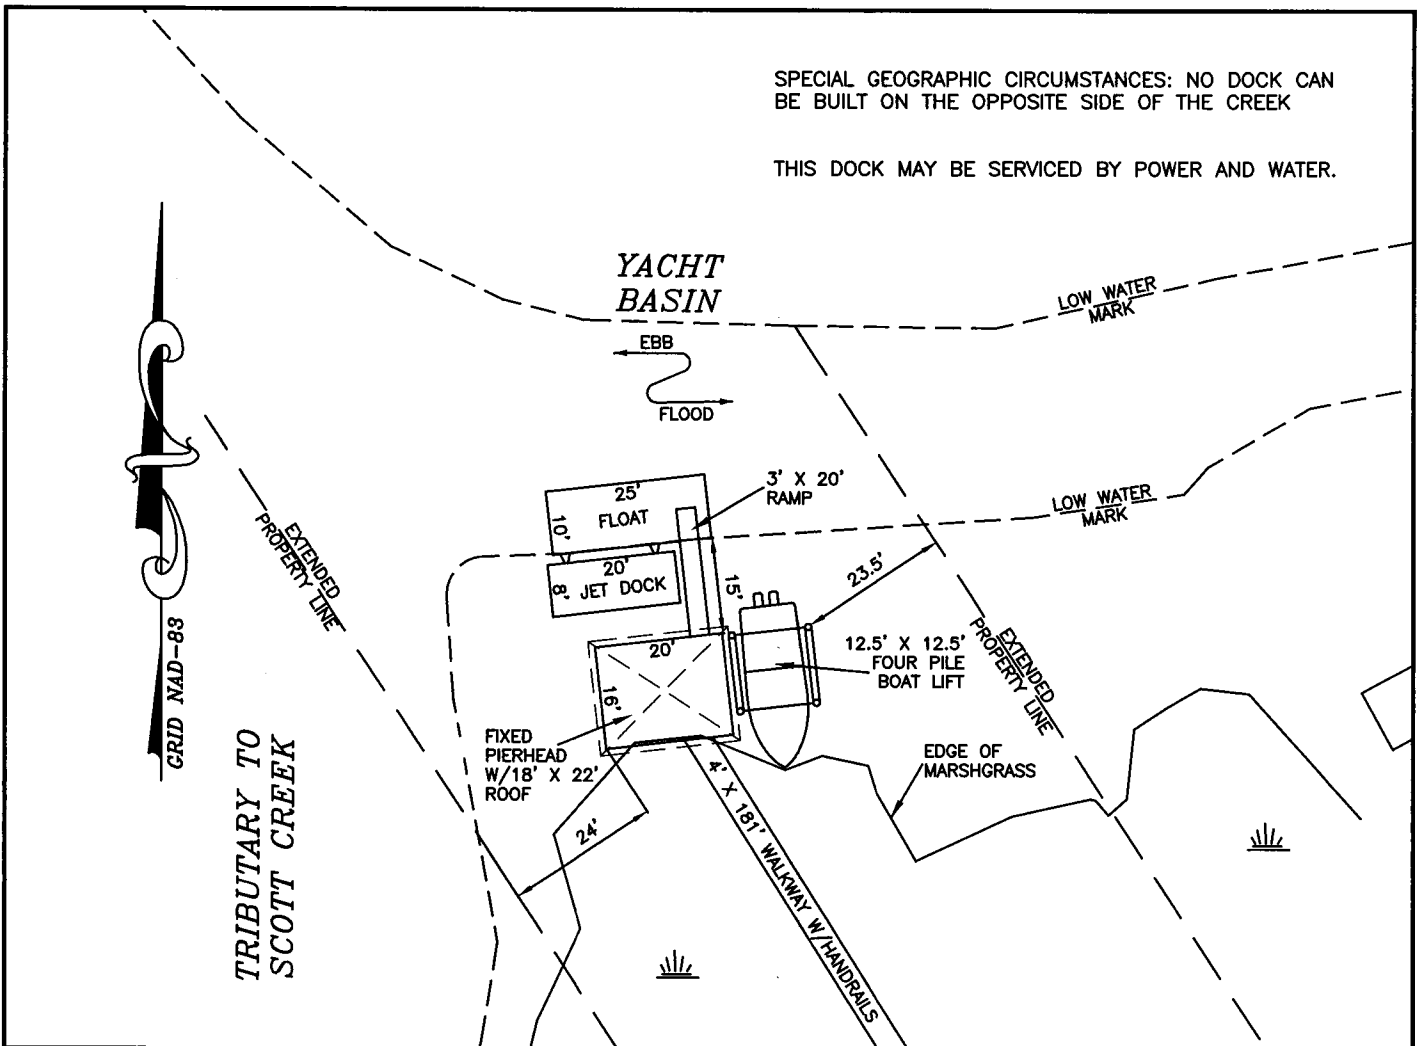 SPECIAL GEOGRAPHIC CIRCUMSTANCES: NO DOCK CAN
BE BUILT ON THE OPPOSITE SIDE OF THE CREEK
THIS DOCK MAY BE SERVICED BY POWER AND WATER.
YACHT
BASIN
LOW WATER
MARK
EBB
FLOOD
3' X 20'
RAMP
25'
FLOAT
10'
LOW WATER
MARK
EXTENDED
PROPERTY LINE
20'
8'
JET DOCK
15'
23.5'
12.5' X 12.5'
FOUR PILE
BOAT LIFT
EXTENDED
PROPERTY LINE
20'
16'
GRID NAD-83
FIXED
PIERHEAD
W/18' X 22'
ROOF
EDGE OF
MARSHGRASS
24'
4' X 181' WALKWAY W/HANDRAILS
TRIBUTARY TO
SCOTT CREEK